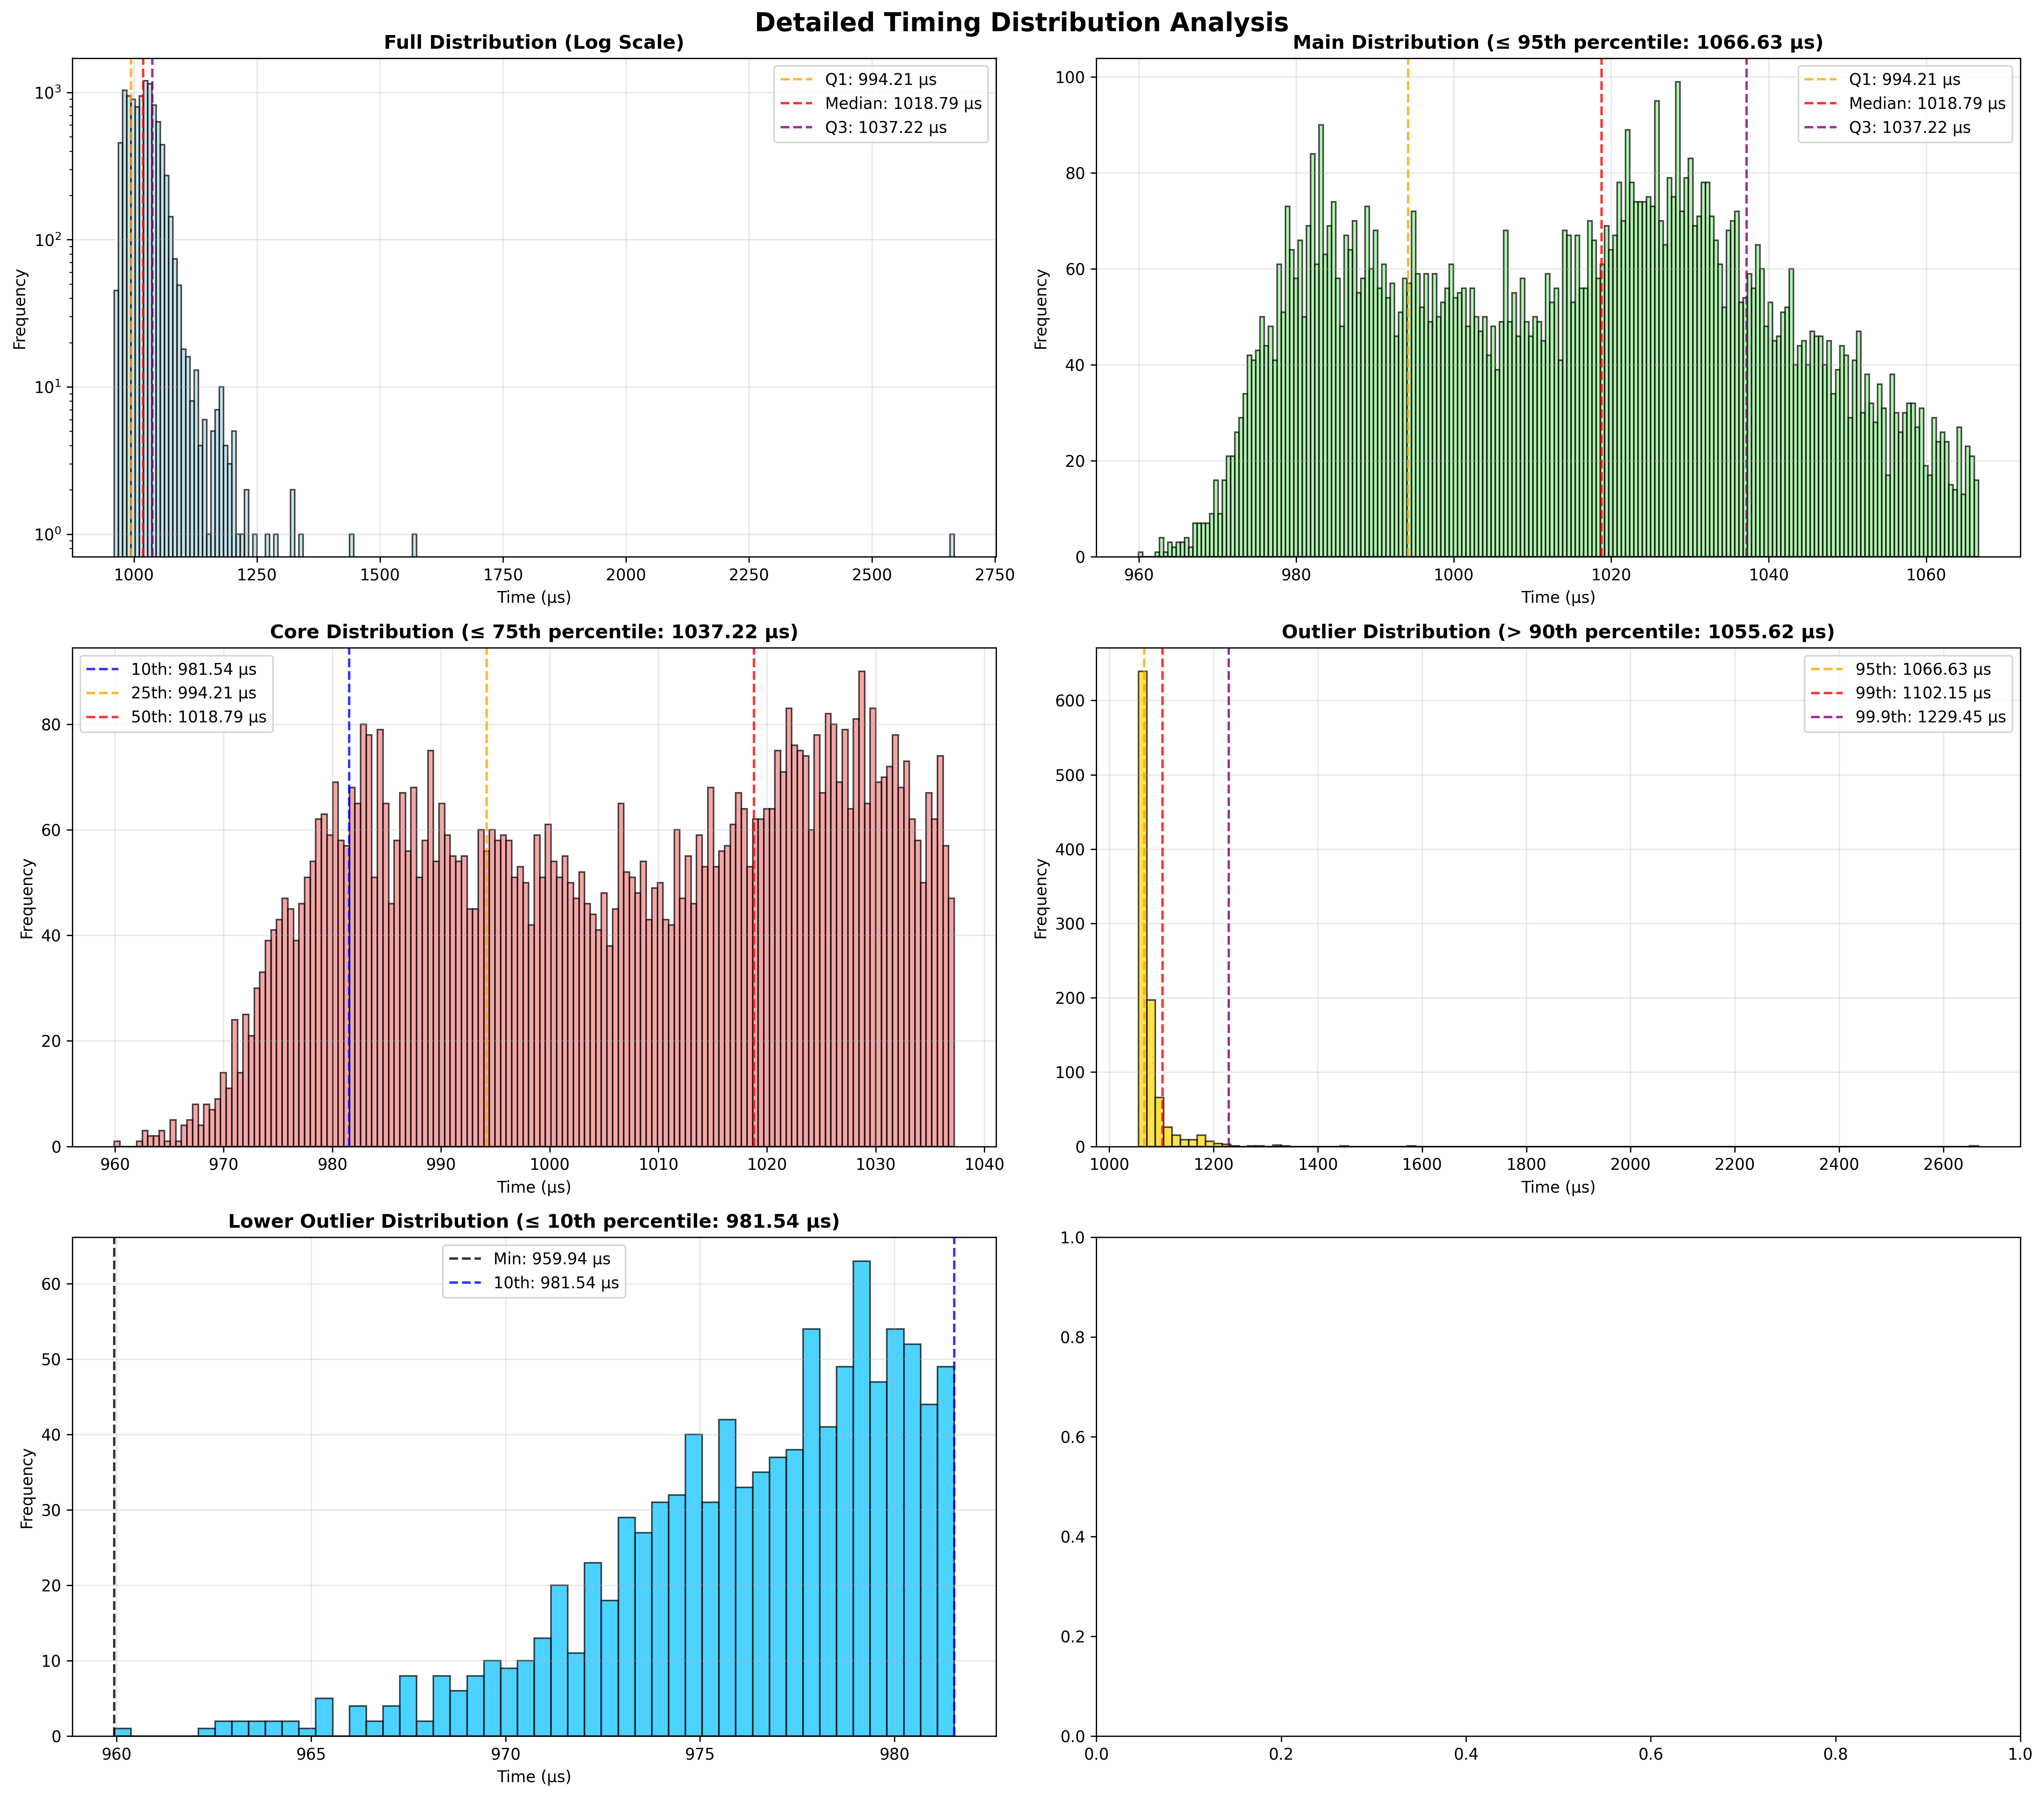 Detailed Timing Distribution Analysis
Full Distribution (Log Scale)
Frequency
10³
10²
10¹
10⁰
Q1: 994.21 µs
Median: 1018.79 µs
Q3: 1037.22 µs
1000 1250 1500 1750 2000 2250 2500 2750
Time (µs)
Main Distribution (≤ 95th percentile: 1066.63 µs)
Frequency
100
80
60
40
20
0
Q1: 994.21 µs
Median: 1018.79 µs
Q3: 1037.22 µs
960 980 1000 1020 1040 1060
Time (µs)
Core Distribution (≤ 75th percentile: 1037.22 µs)
Frequency
80
60
40
20
0
10th: 981.54 µs
25th: 994.21 µs
50th: 1018.79 µs
960 970 980 990 1000 1010 1020 1030 1040
Time (µs)
Outlier Distribution (> 90th percentile: 1055.62 µs)
Frequency
600
500
400
300
200
100
0
95th: 1066.63 µs
99th: 1102.15 µs
99.9th: 1229.45 µs
1000 1200 1400 1600 1800 2000 2200 2400 2600
Time (µs)
Lower Outlier Distribution (≤ 10th percentile: 981.54 µs)
Frequency
60
50
40
30
20
10
0
Min: 959.94 µs
10th: 981.54 µs
960 965 970 975 980
Time (µs)
1.0
0.8
0.6
0.4
0.2
0.0
0.0 0.2 0.4 0.6 0.8 1.0